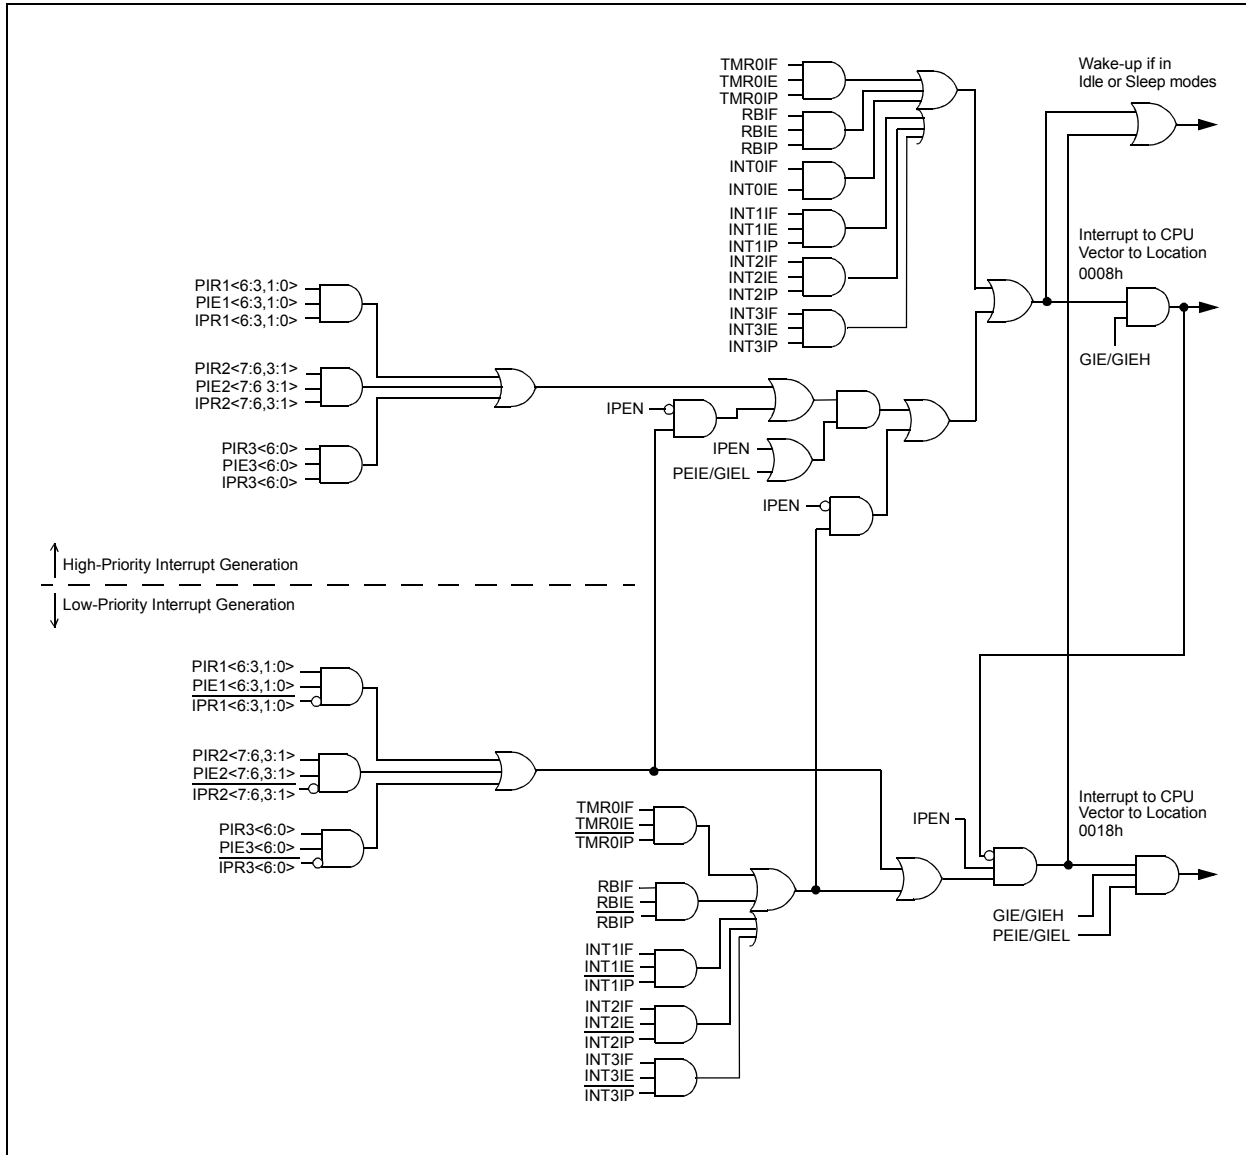 TMR0IF
TMR0IE
TMR0IP
RBIF
RBIE
RBIP
INT0IF
INT0IE
INT1IF
INT1IE
INT1IP
INT2IF
INT2IE
INT2IP
INT3IF
INT3IE
INT3IP
Wake-up if in
Idle or Sleep modes
Interrupt to CPU
Vector to Location
0008h
GIE/GIEH
PIR1<6:3,1:0>
PIE1<6:3,1:0>
IPR1<6:3,1:0>
PIR2<7:6,3:1>
PIE2<7:6 3:1>
IPR2<7:6,3:1>
PIR3<6:0>
PIE3<6:0>
IPR3<6:0>
IPEN
IPEN
PEIE/GIEL
IPEN
High-Priority Interrupt Generation
Low-Priority Interrupt Generation
PIR1<6:3,1:0>
PIE1<6:3,1:0>
IPR1<6:3,1:0>
PIR2<7:6,3:1>
PIE2<7:6,3:1>
IPR2<7:6,3:1>
PIR3<6:0>
PIE3<6:0>
IPR3<6:0>
TMR0IF
TMR0IE
TMR0IP
RBIF
RBIE
RBIP
INT1IF
INT1IE
INT1IP
INT2IF
INT2IE
INT2IP
INT3IF
INT3IE
INT3IP
IPEN
Interrupt to CPU
Vector to Location
0018h
GIE/GIEH
PEIE/GIEL